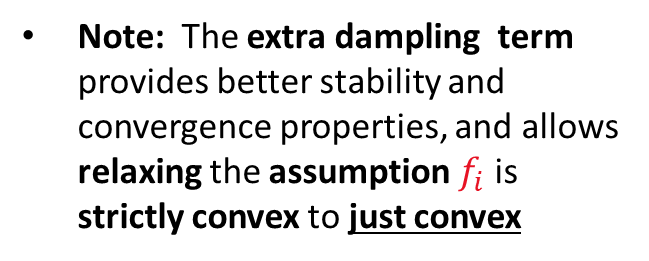 • Note: The extra dampling term
provides better stability and
convergence properties, and allows
relaxing the assumption fᵢ is
strictly convex to just convex